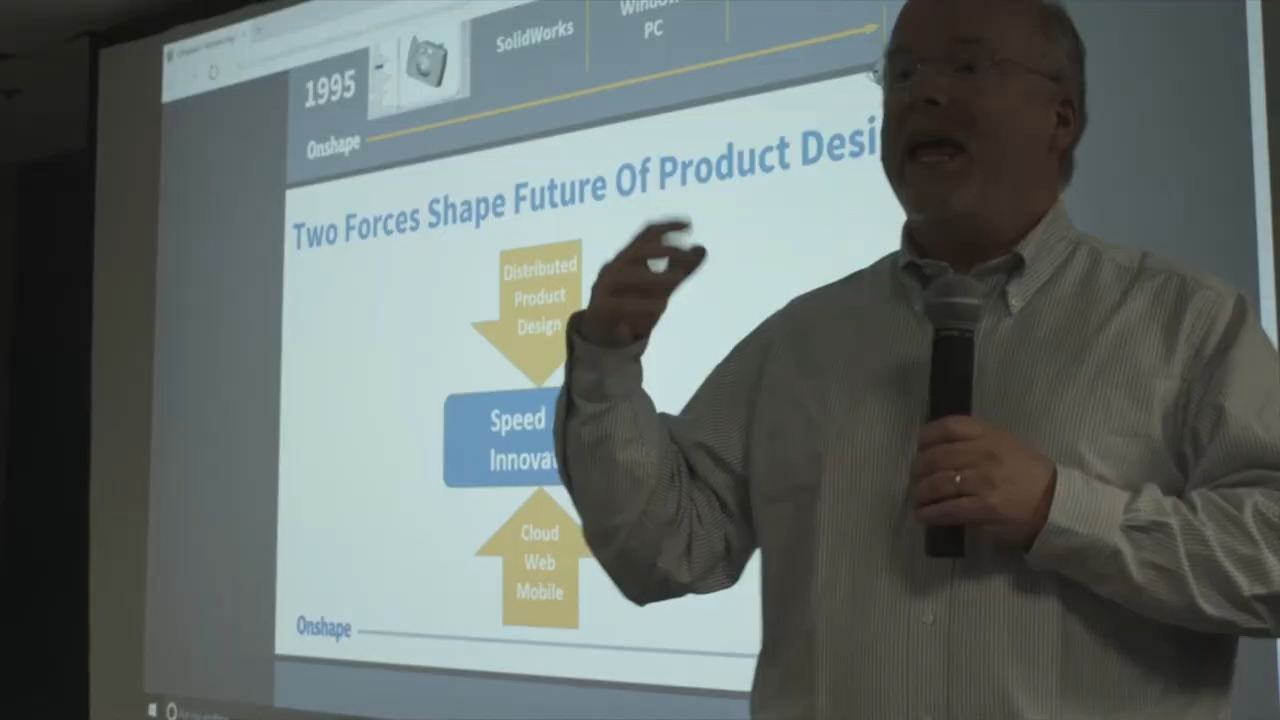 SolidWorks
PC
1995
Onshape
Two Forces Shape Future Of Product Desi
Distributed
Product
Design
Speed
Innovat
Cloud
Web
Mobile
Onshape